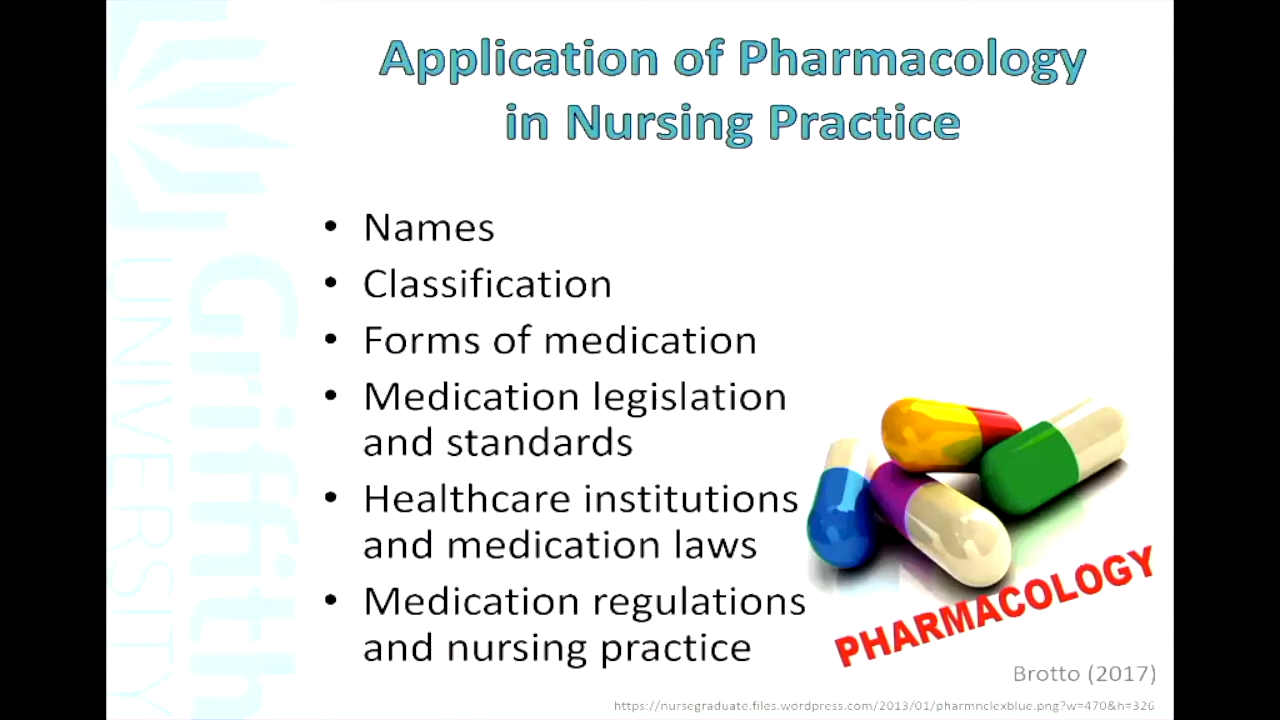 Application of Pharmacology
in Nursing Practice
• Names
• Classification
• Forms of medication
• Medication legislation
and standards
• Healthcare institutions
and medication laws
• Medication regulations
and nursing practice
PHARMACOLOGY
Brotto (2017)
https://nursegraduate.files.wordpress.com/2013/01/pharmnclexblue.png?w=470&h=326
Griffith
UNIVERSITY